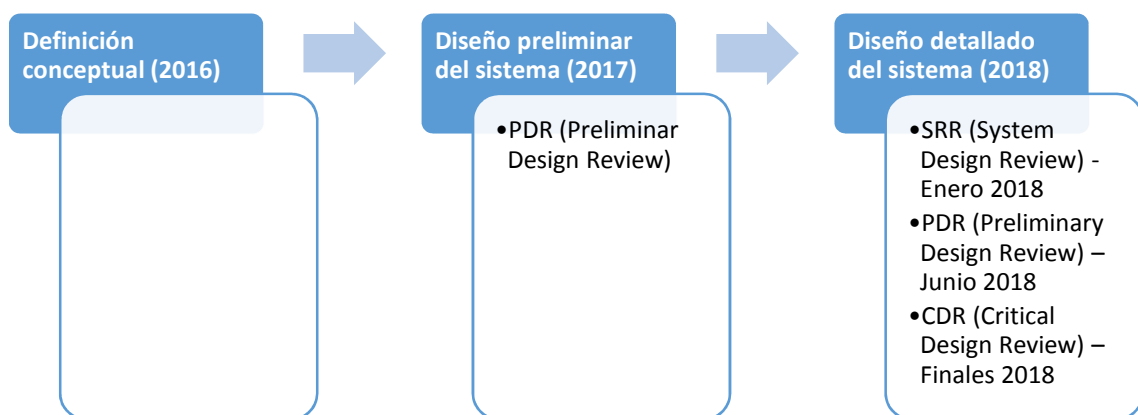 Definición
conceptual (2016)
Diseño preliminar
del sistema (2017)
•PDR (Preliminar
Design Review)
Diseño detallado
del sistema (2018)
•SRR (System
Design Review) -
Enero 2018
•PDR (Preliminary
Design Review) –
Junio 2018
•CDR (Critical
Design Review) –
Finales 2018